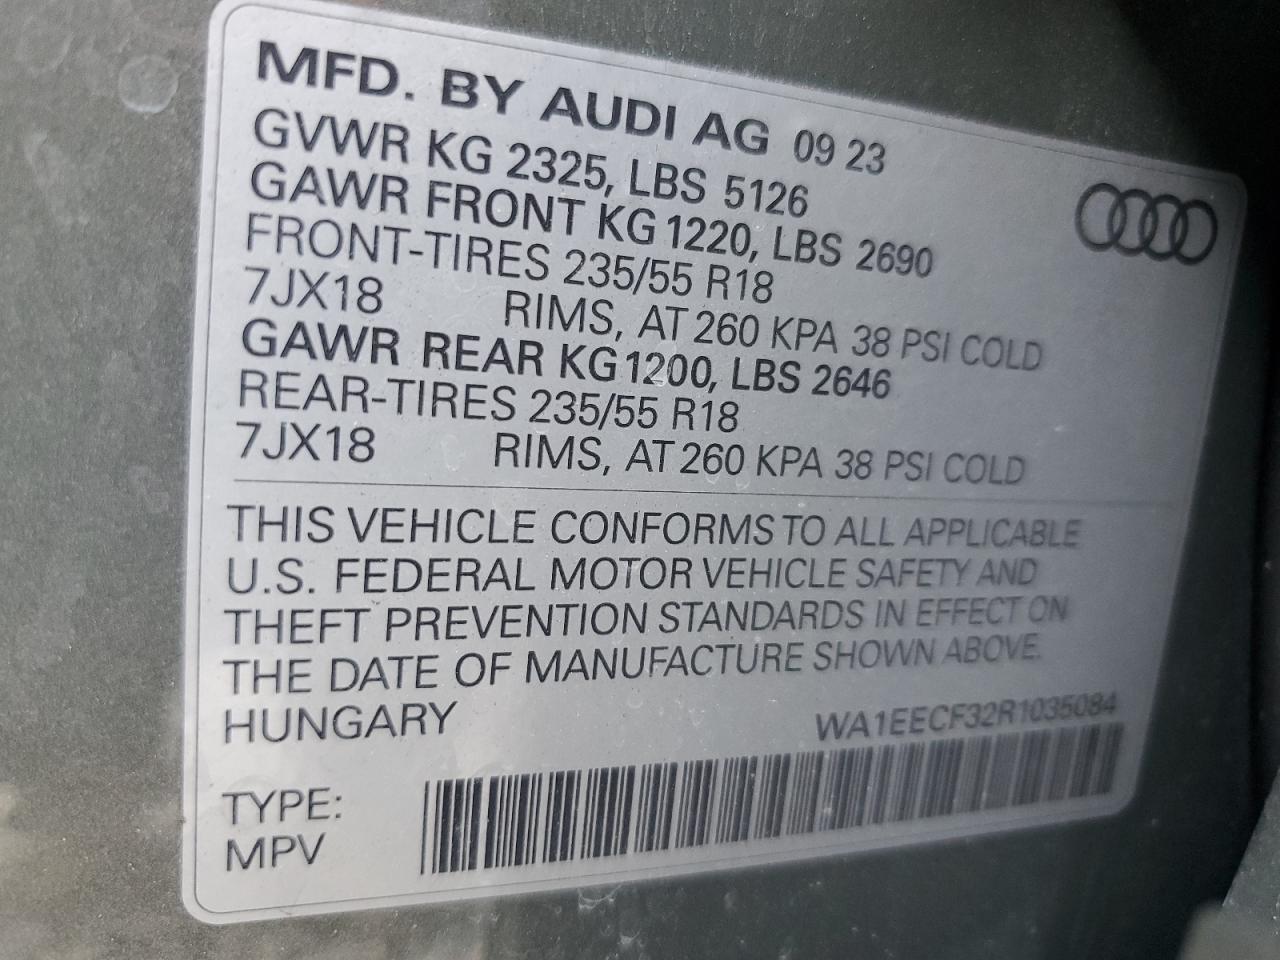 MFD. BY AUDI AG 09 23
GVWR KG 2325, LBS 5126
GAWR FRONT KG 1220, LBS 2690
FRONT-TIRES 235/55 R18
7JX18 RIMS, AT 260 KPA 38 PSI COLD
GAWR REAR KG 1200, LBS 2646
REAR-TIRES 235/55 R18
7JX18 RIMS, AT 260 KPA 38 PSI COLD
THIS VEHICLE CONFORMS TO ALL APPLICABLE
U.S. FEDERAL MOTOR VEHICLE SAFETY AND
THEFT PREVENTION STANDARDS IN EFFECT ON
THE DATE OF MANUFACTURE SHOWN ABOVE.
HUNGARY WA1EECF32R1035084
TYPE:
MPV